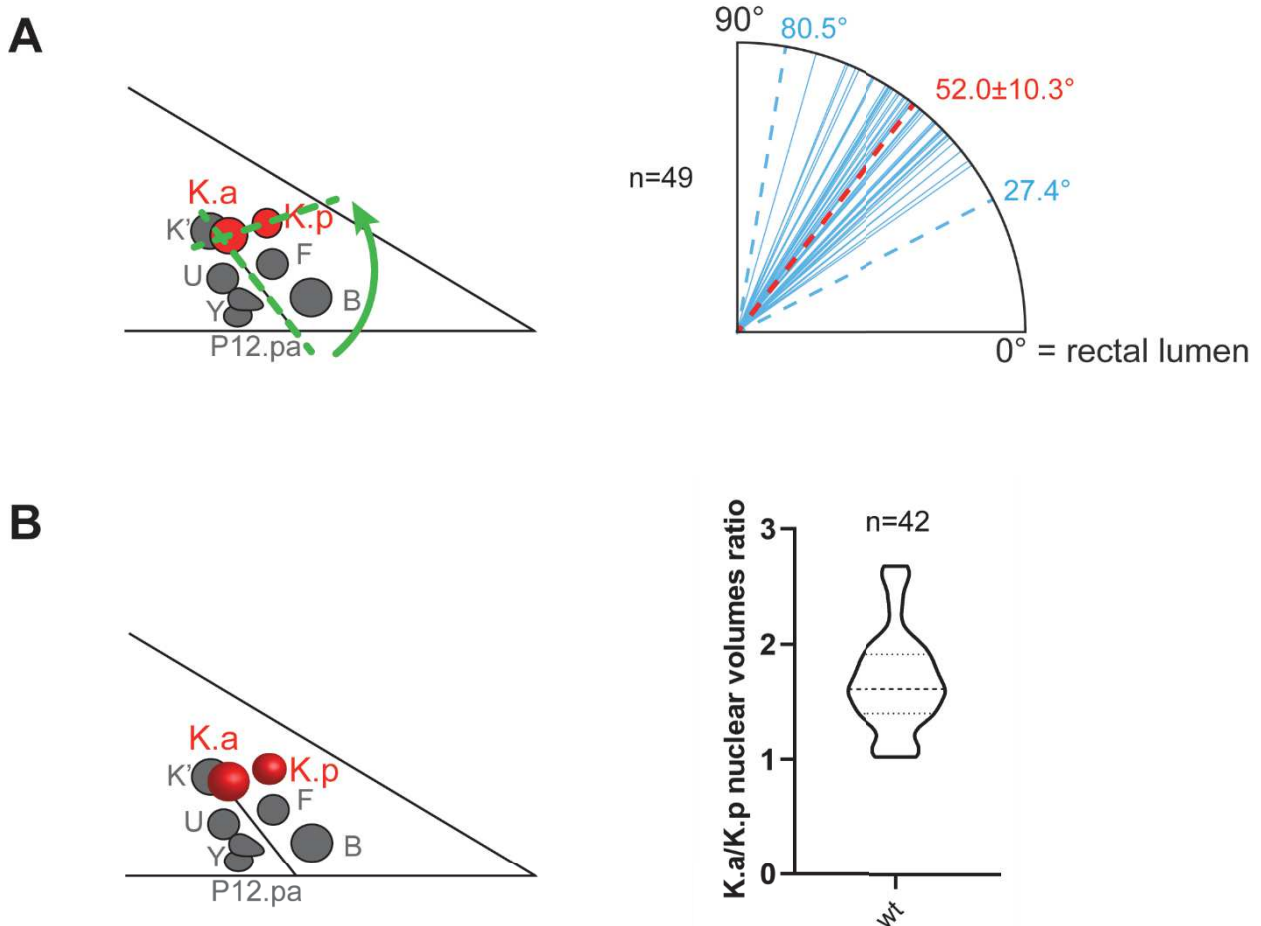 A
90°
80.5°
52.0±10.3°
n=49
27.4°
0° = rectal lumen
K.a
K'
K.p
F
U
Y
B
P12.pa
B
K.a/K.p nuclear volumes ratio
n=42
3
2
1
0
wt
K.a
K'
K.p
F
U
Y
B
P12.pa